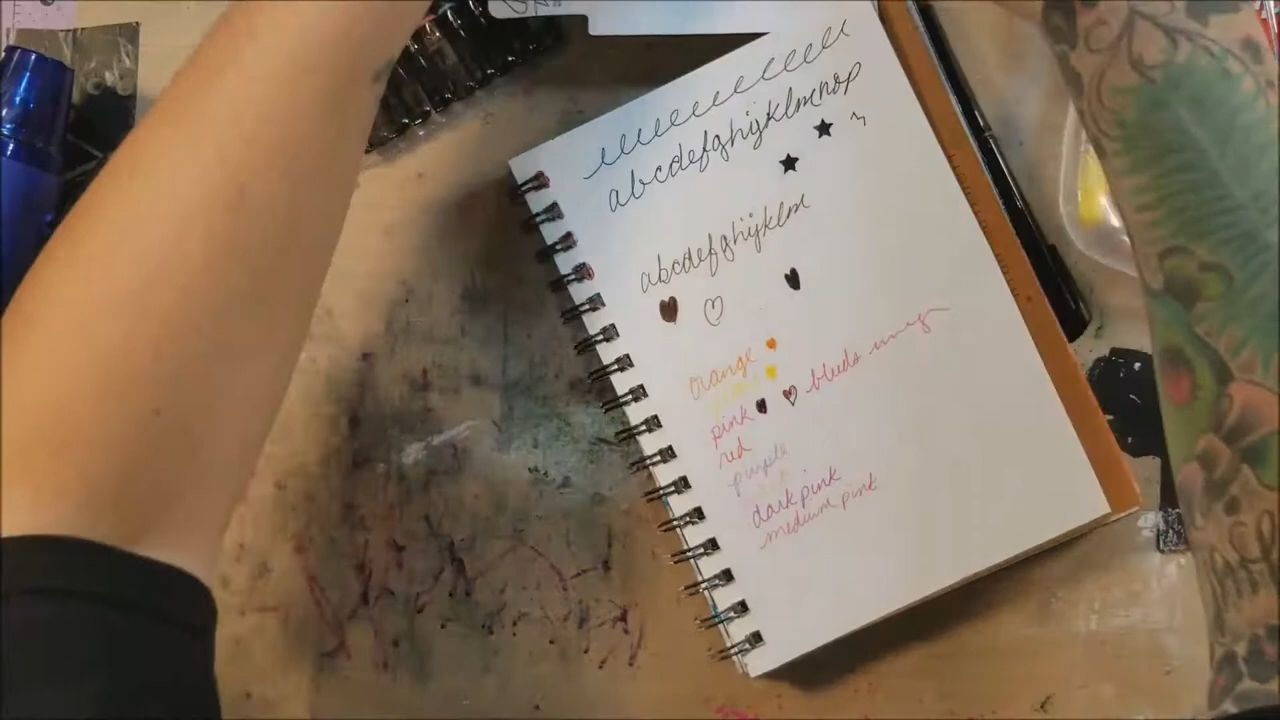 abcdefghijklmnop
abcdefghijklm
orange
pink bleeds
red
purple
dark pink
medium pink